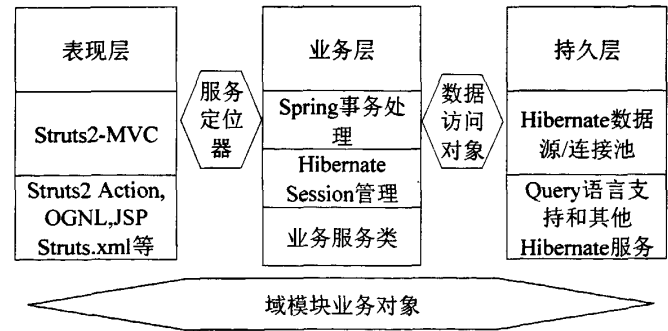 表现层
Struts2-MVC
Struts2 Action,
OGNL,JSP
Struts.xml等
服务
定位
器
业务层
Spring事务处
理
Hibernate
Session管理
业务服务类
数据
访问
对象
持久层
Hibernate数据
源/连接池
Query语言支
持和其他
Hibernate服务
域模块业务对象